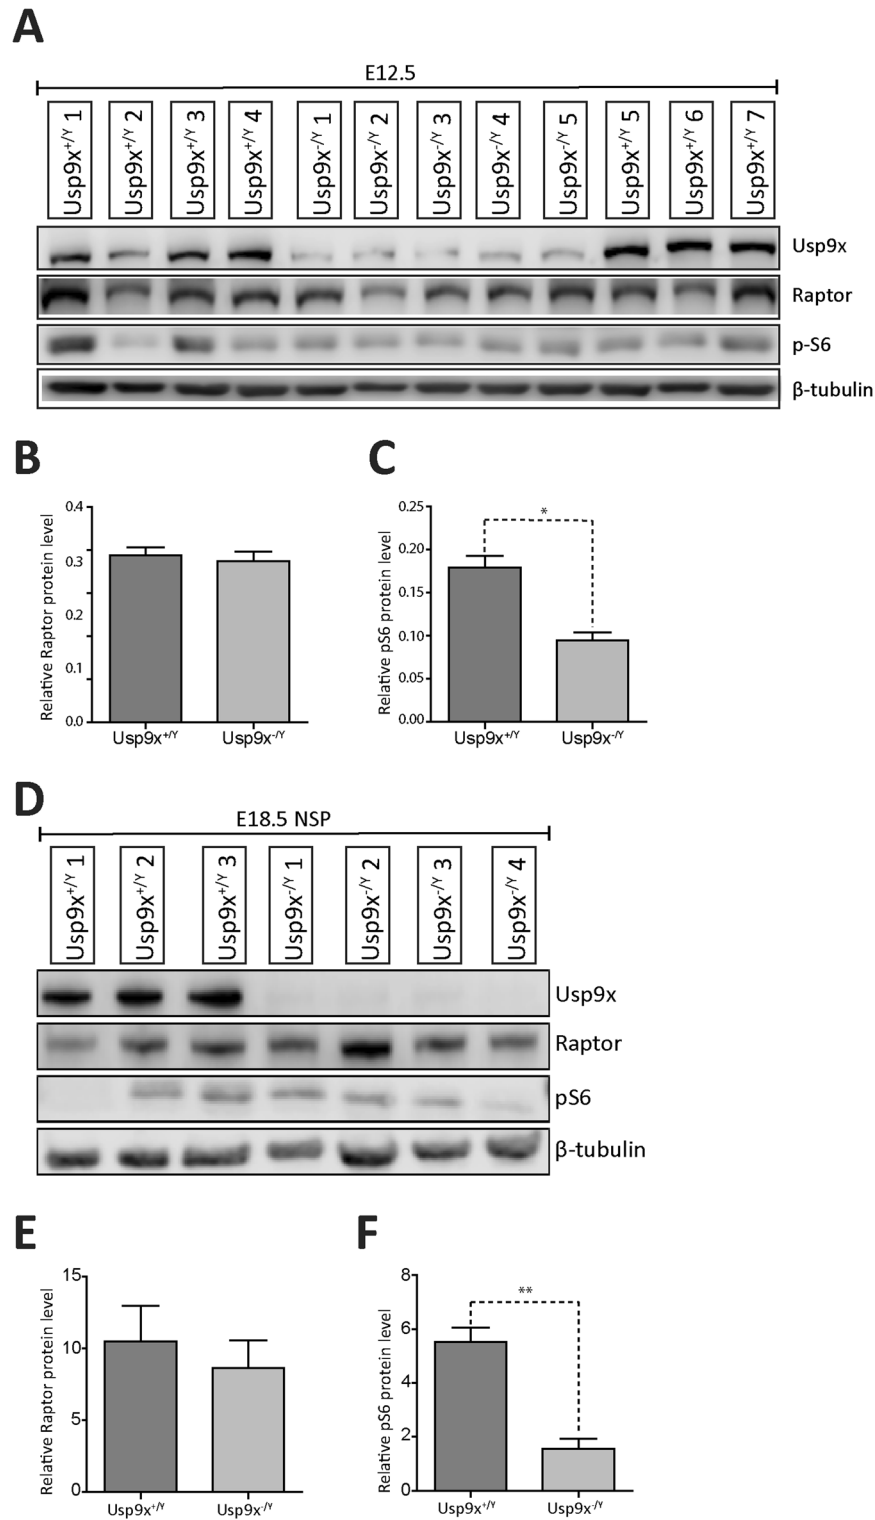 A
E12.5
Usp9x+/Y 1
Usp9x+/Y 2
Usp9x+/Y 3
Usp9x+/Y 4
Usp9x-/Y 1
Usp9x-/Y 2
Usp9x-/Y 3
Usp9x-/Y 4
Usp9x-/Y 5
Usp9x+/Y 5
Usp9x+/Y 6
Usp9x+/Y 7
Usp9x
Raptor
p-S6
β-tubulin
B
Relative Raptor protein level
0.4
0.3
0.2
0.1
0.0
Usp9x+/Y
Usp9x-/Y
C
Relative pS6 protein level
0.25
0.20
0.15
0.10
0.05
0.00
*
Usp9x+/Y
Usp9x-/Y
D
E18.5 NSP
Usp9x+/Y 1
Usp9x+/Y 2
Usp9x+/Y 3
Usp9x-/Y 1
Usp9x-/Y 2
Usp9x-/Y 3
Usp9x-/Y 4
Usp9x
Raptor
pS6
β-tubulin
E
Relative Raptor protein level
15
10
5
0
Usp9x+/Y
Usp9x-/Y
F
Relative pS6 protein level
8
6
4
2
0
**
Usp9x+/Y
Usp9x-/Y